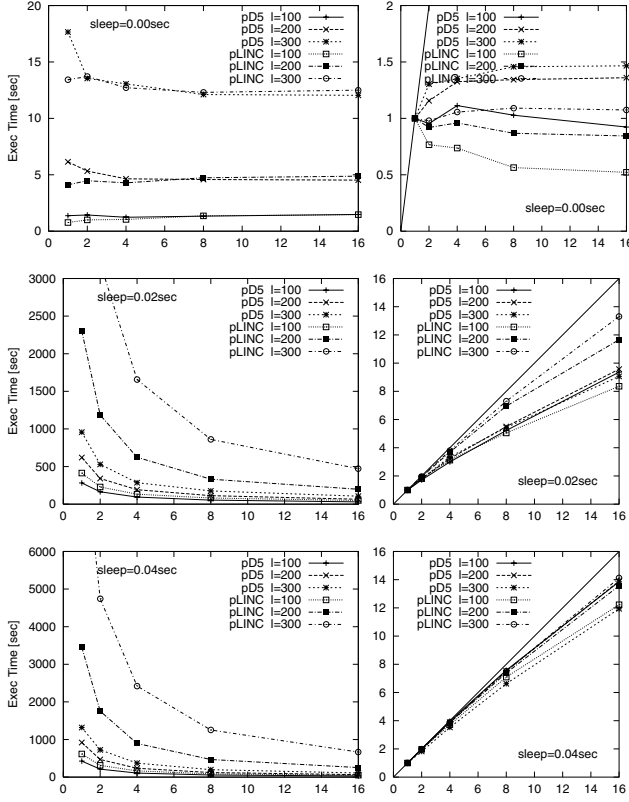 20
15
10
5
0
Exec Time [sec]
sleep=0.00sec
pD5 l=100
pD5 l=200
pD5 l=300
pLINC l=100
pLINC l=200
pLINC l=300
0 2 4 6 8 10 12 14 16
2
1.5
1
0.5
0
pD5 l=100
pD5 l=200
pD5 l=300
pLINC l=100
pLINC l=200
pLINC l=300
sleep=0.00sec
0 2 4 6 8 10 12 14 16
3000
2500
2000
1500
1000
500
0
Exec Time [sec]
sleep=0.02sec
pD5 l=100
pD5 l=200
pD5 l=300
pLINC l=100
pLINC l=200
pLINC l=300
0 2 4 6 8 10 12 14 16
16
14
12
10
8
6
4
2
0
pD5 l=100
pD5 l=200
pD5 l=300
pLINC l=100
pLINC l=200
pLINC l=300
sleep=0.02sec
0 2 4 6 8 10 12 14 16
6000
5000
4000
3000
2000
1000
0
Exec Time [sec]
sleep=0.04sec
pD5 l=100
pD5 l=200
pD5 l=300
pLINC l=100
pLINC l=200
pLINC l=300
0 2 4 6 8 10 12 14 16
16
14
12
10
8
6
4
2
0
pD5 l=100
pD5 l=200
pD5 l=300
pLINC l=100
pLINC l=200
pLINC l=300
sleep=0.04sec
0 2 4 6 8 10 12 14 16